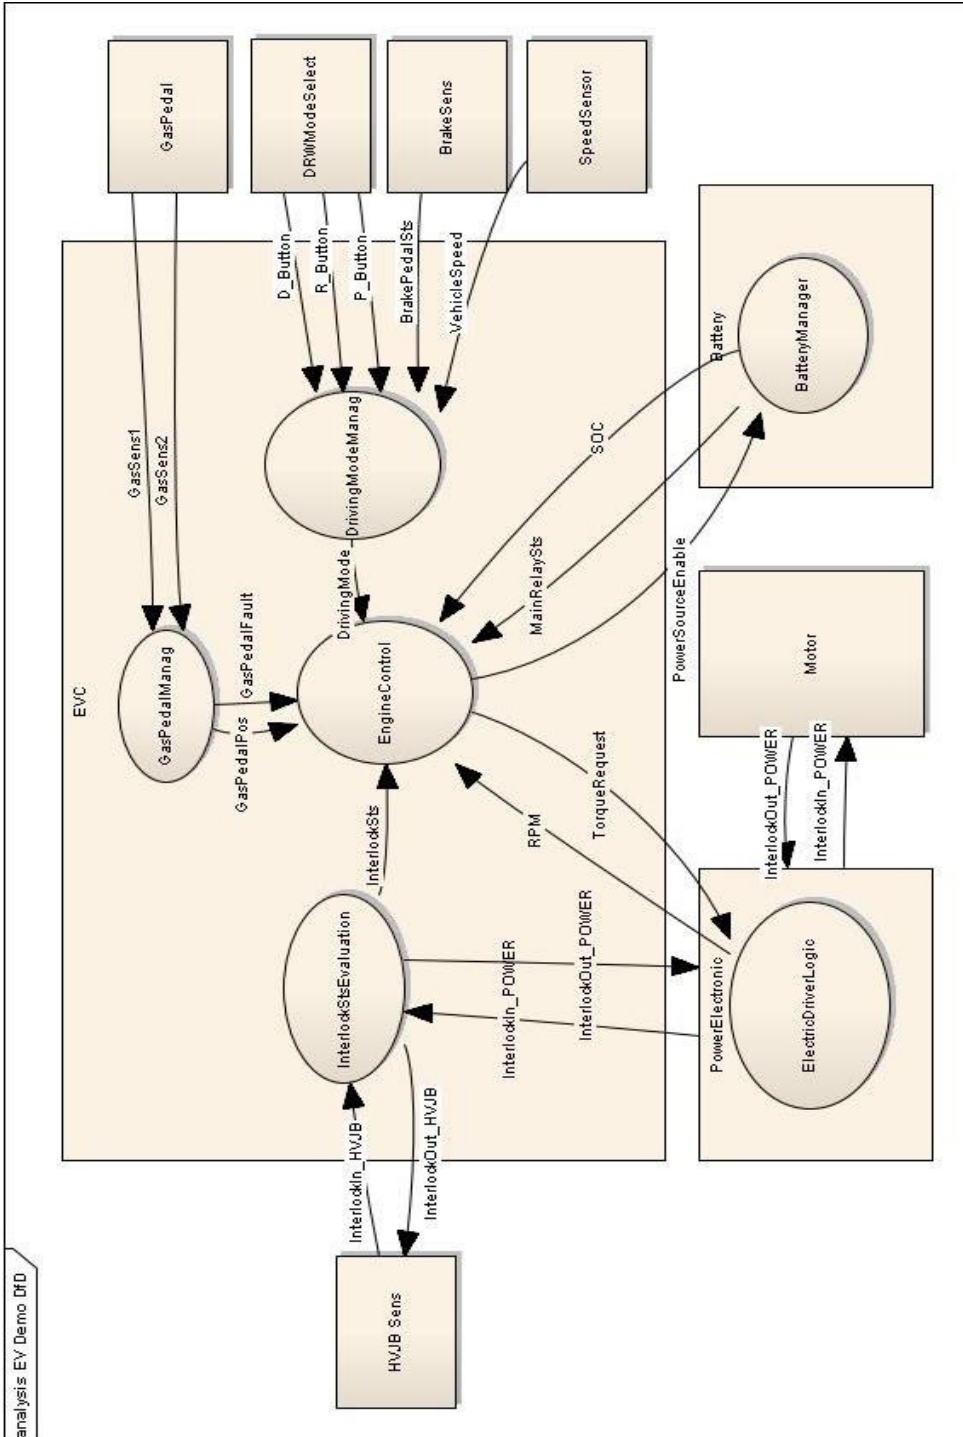 analysis EV Demo DfD
HVJB Sens
InterlockIn_HVJB
InterlockOut_HVJB
EVC
InterlockStsEvaluation
InterlockSts
InterlockIn_POWER
InterlockOut_POWER
GasPedalManag
GasPedalPos
GasPedalFault
EngineControl
DrivingMode
DrivingModeManag
GasSens1
GasSens2
GasPedal
D_Button
R_Button
P_Button
DRWModeSelect
BrakePedalSts
BrakeSens
VehicleSpeed
SpeedSensor
RPM
TorqueRequest
MainRelaySts
SOC
PowerSourceEnable
Battery
BatteryManager
PowerElectronic
ElectricDriverLogic
InterlockOut_POWER
InterlockIn_POWER
Motor